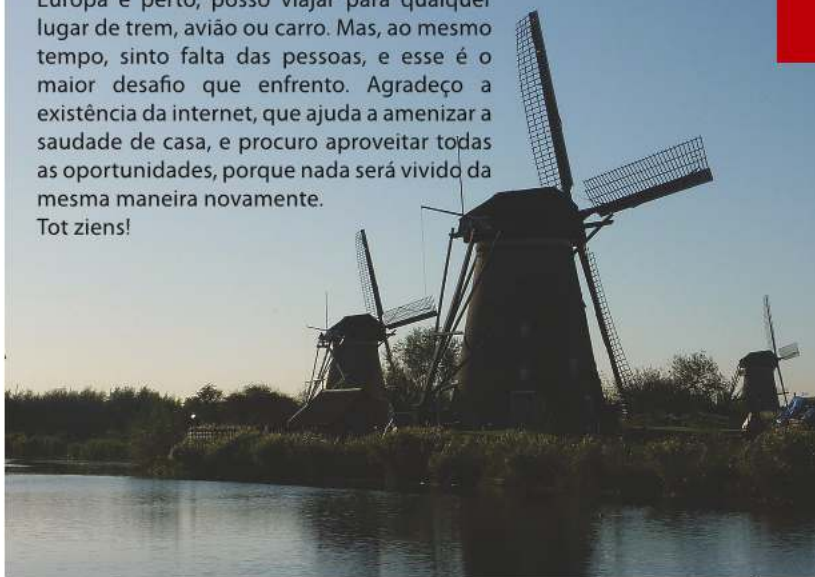 Europa é perto, posso viajar para qualquer
lugar de trem, avião ou carro. Mas, ao mesmo
tempo, sinto falta das pessoas, e esse é o
maior desafio que enfrento. Agradeço a
existência da internet, que ajuda a amenizar a
saudade de casa, e procuro aproveitar todas
as oportunidades, porque nada será vivido da
mesma maneira novamente.
Tot ziens!